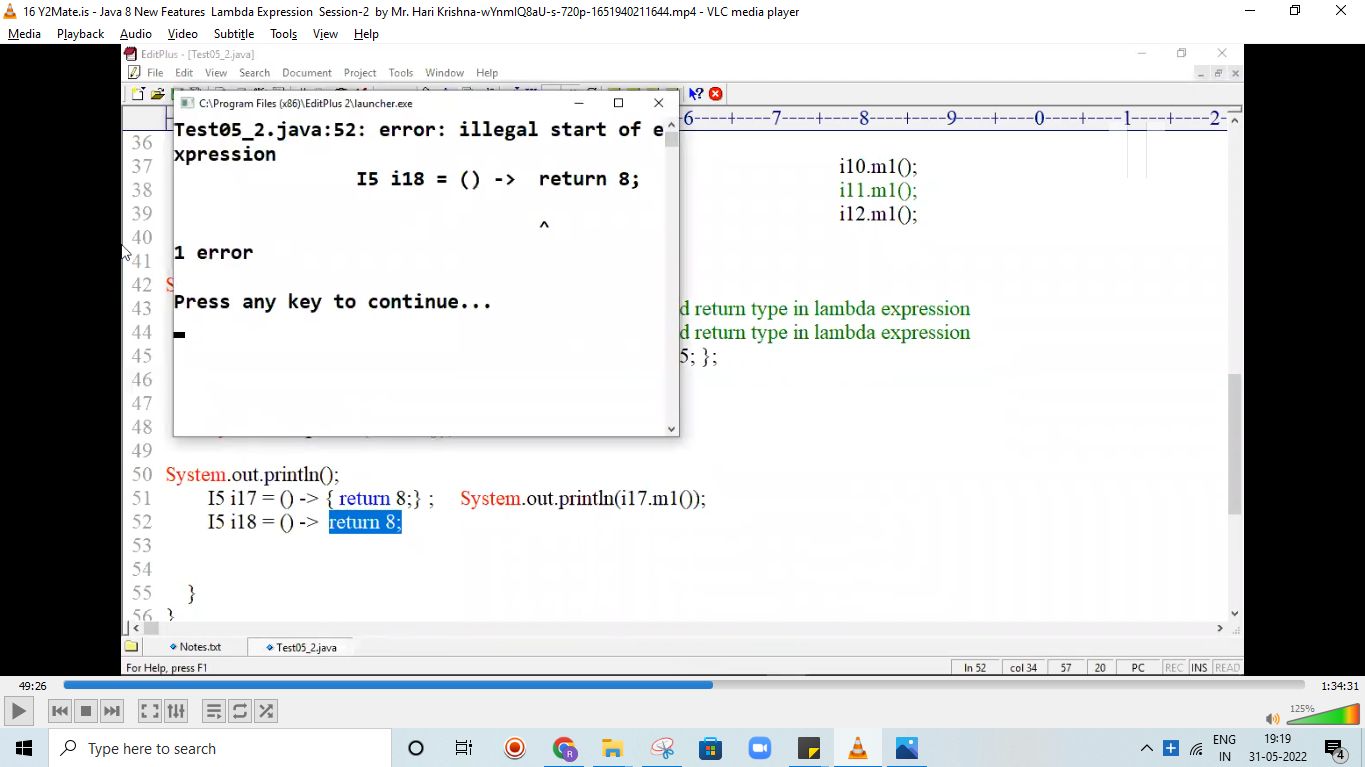 16 Y2Mate.is - Java 8 New Features Lambda Expression Session-2 by Mr. Hari Krishna-wYnmlQ8aU-s-720p-1651940211644.mp4 - VLC media player
Media Playback Audio Video Subtitle Tools View Help
EditPlus - [Test05_2.java]
File Edit View Search Document Project Tools Window Help
C:\Program Files (x86)\EditPlus 2\launcher.exe
-6----+----7----+----8----+----9----+----0----+----1----+----2-
Test05_2.java:52: error: illegal start of e
xpression
I5 i18 = () -> return 8;
^
1 error
Press any key to continue...
36
37 i10.m1();
38 i11.m1();
39 i12.m1();
40
41
42 S
43 d return type in lambda expression
44 d return type in lambda expression
45 5; };
46
47
48
49
50 System.out.println();
51 I5 i17 = () -> { return 8;} ; System.out.println(i17.m1());
52 I5 i18 = () -> return 8;
53
54
55 }
56 }
Notes.txt Test05_2.java
For Help, press F1 ln 52 col 34 57 20 PC REC INS READ
49:26 1:34:31
125%
Type here to search
ENG 19:19
IN 31-05-2022
4